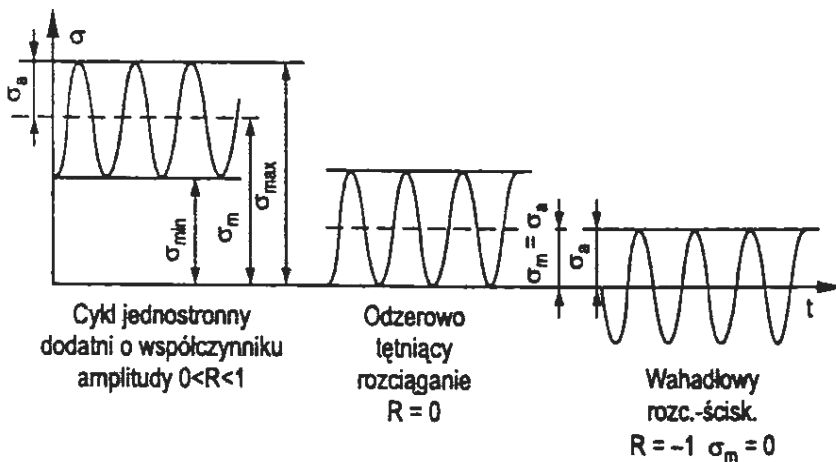 σ
σa
σmin
σm
σmax
σm = σa
σa
t
Cykl jednostronny
dodatni o współczynniku
amplitudy 0<R<1
Odzerowo
tętniący
rozciąganie
R = 0
Wahadłowy
rozc.-ścisk.
R = -1 σm = 0